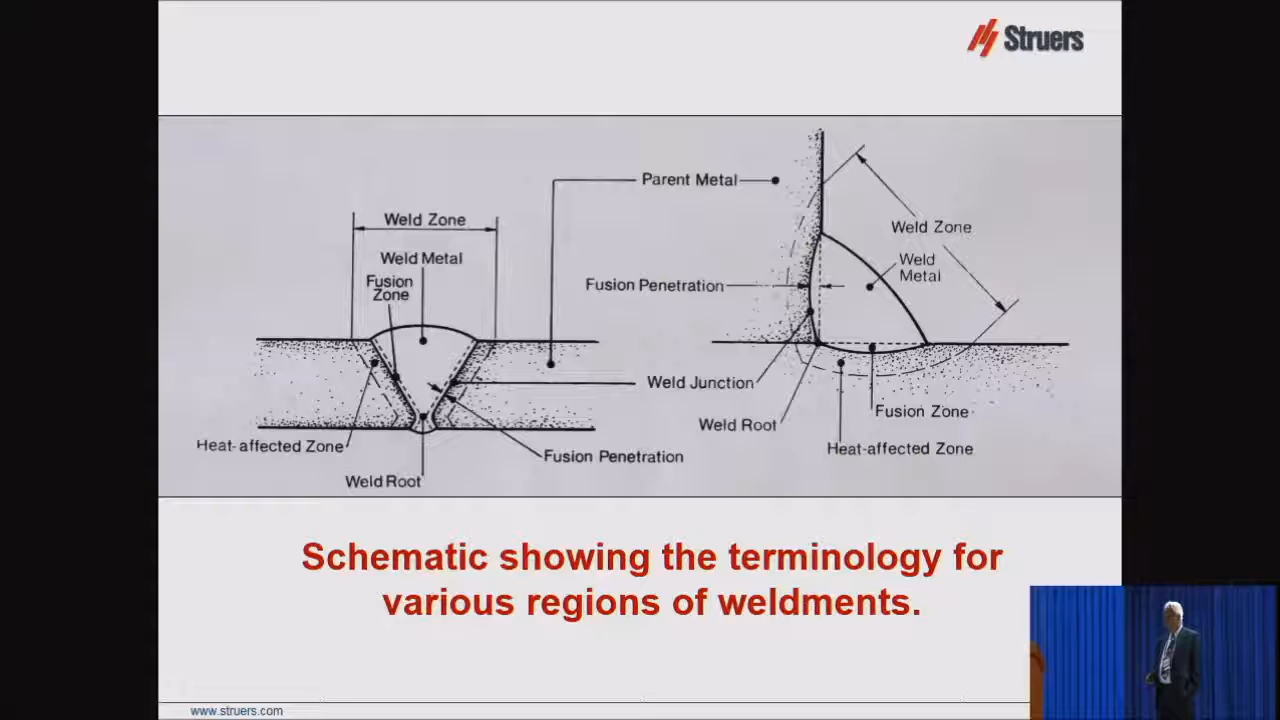 Struers
Parent Metal
Weld Zone
Weld Metal
Fusion
Zone
Heat-affected Zone
Weld Root
Fusion Penetration
Weld Junction
Weld Zone
Weld
Metal
Fusion Penetration
Weld Root
Fusion Zone
Heat-affected Zone
Schematic showing the terminology for
various regions of weldments.
www.struers.com